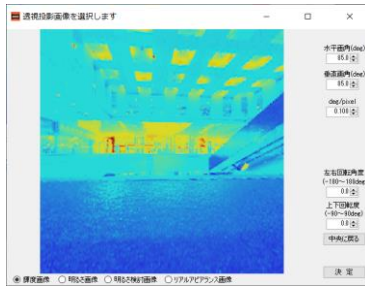 透視投影画像を選択します
水平画角(deg)
85.0
垂直画角(deg)
85.0
deg/pixel
0.100
左右回転角度
(-180～180deg)
0.0
上下回転度
(-90～90deg)
0.0
中央に戻る
決 定
輝度画像 明るさ画像 明るさ検討画像 リアルアピアランス画像